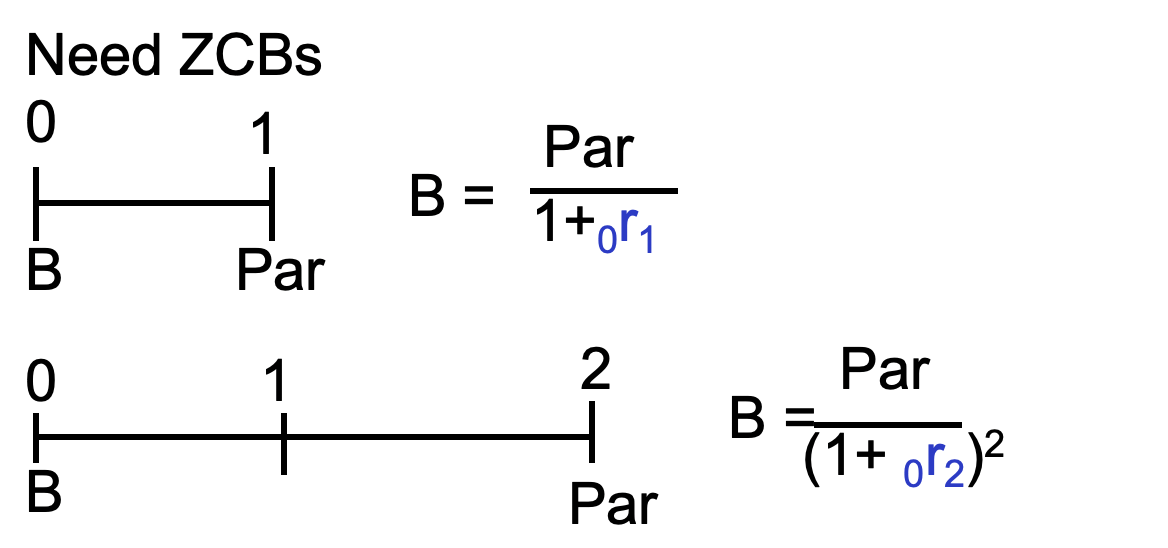 Need ZCBs
0 1
B = Par / 1+₀r₁
B Par
0 1 2
B = Par / (1+ ₀r₂)²
B Par